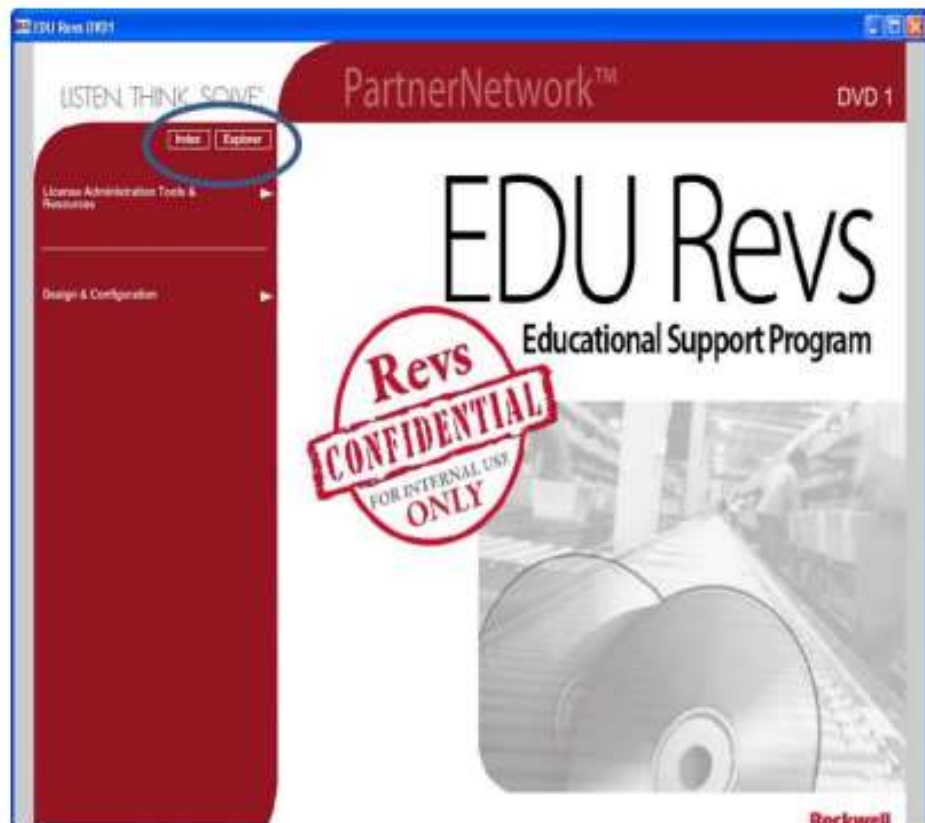 EDU Revs DVD1
LISTEN. THINK. SOLVE.
PartnerNetwork™
DVD 1
Index Explorer
License Administration Tools &
Resources
Design & Configuration
EDU Revs
Educational Support Program
Revs
CONFIDENTIAL
FOR INTERNAL USE
ONLY
Rockwell